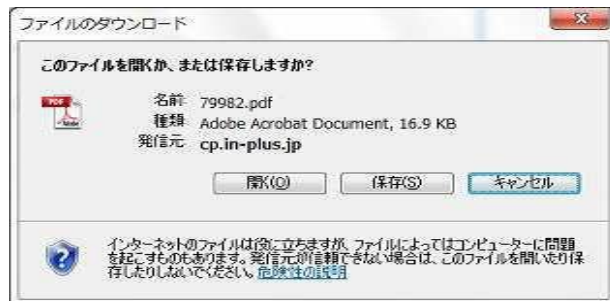 ファイルのダウンロード
このファイルを開くか、または保存しますか?
名前 79982.pdf
種類 Adobe Acrobat Document, 16.9 KB
発信元 cp.in-plus.jp
開く(O) 保存(S) キャンセル
インターネットのファイルは役に立ちますが、ファイルによってはコンピューターに問題
を起こすものもあります。発信元が信頼できない場合は、このファイルを開いたり保
存したりしないでください。危険性の説明